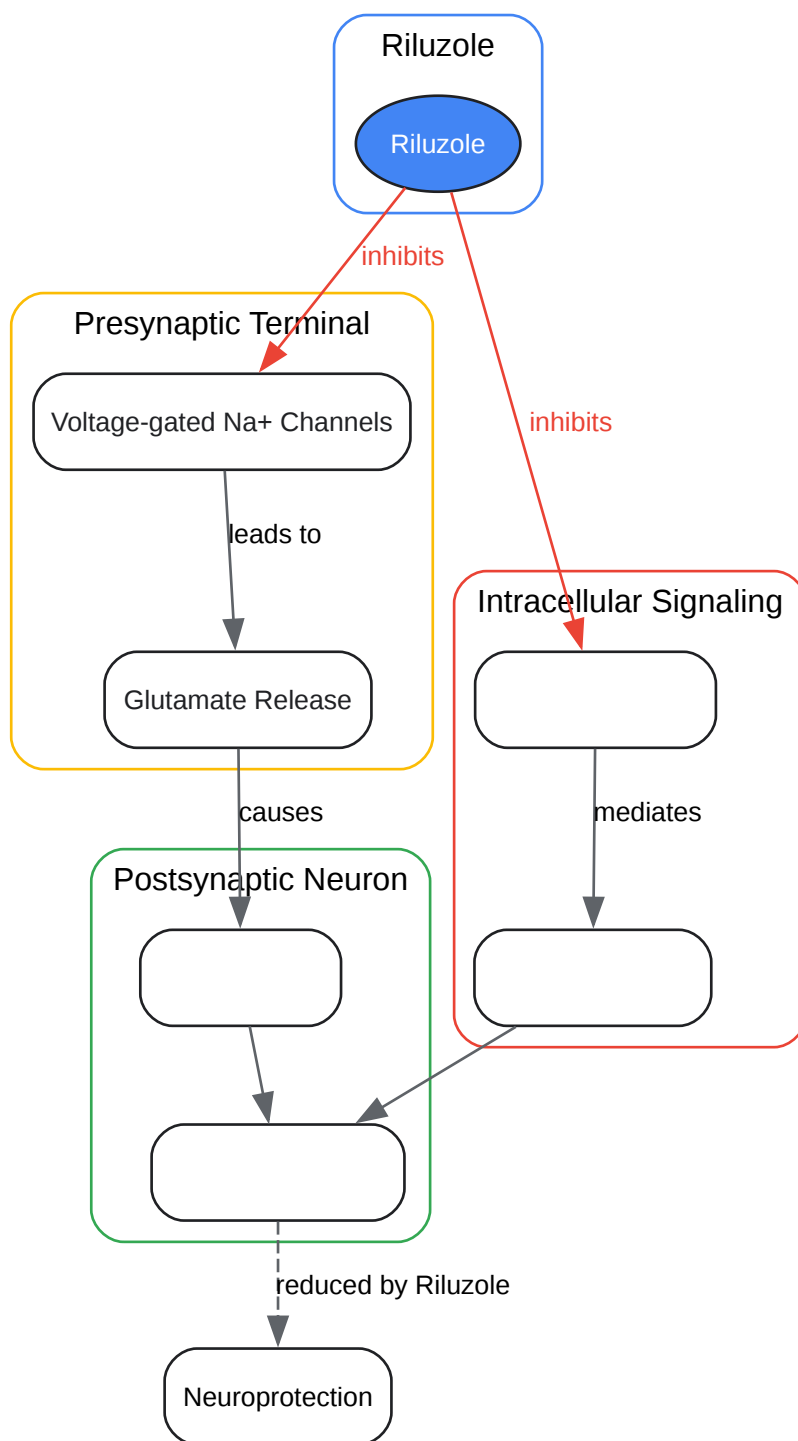 Riluzole
Riluzole
inhibits
Presynaptic Terminal
Voltage-gated Na+ Channels
inhibits
leads to
Intracellular Signaling
Glutamate Release
causes
mediates
Postsynaptic Neuron
reduced by Riluzole
Neuroprotection